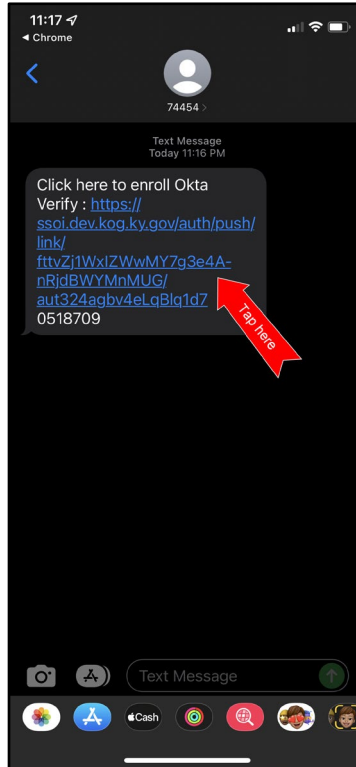 11:17
◀ Chrome
74454 >
Text Message
Today 11:16 PM
Click here to enroll Okta
Verify : https://
ssoi.dev.kog.ky.gov/auth/push/
link/
fttvZj1WxIZWwMY7g3e4A-
nRjdBWYMnMUG/
aut324agbv4eLqBlq1d7
0518709
Tap here
Text Message
Cash